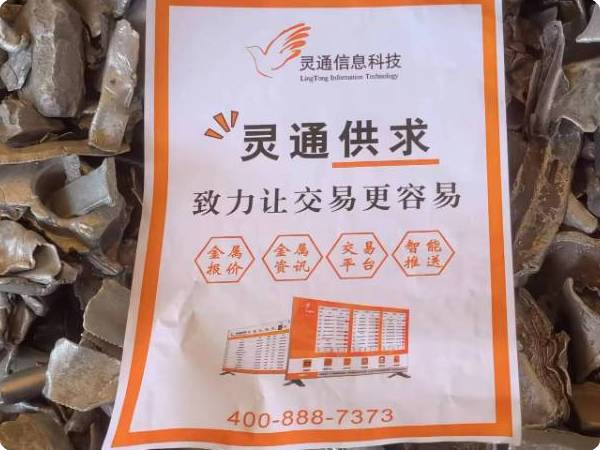 灵通信息科技
LingTong Information Technology
灵通供求
致力让交易更容易
金属报价
金属资讯
交易平台
智能推送
400-888-7373